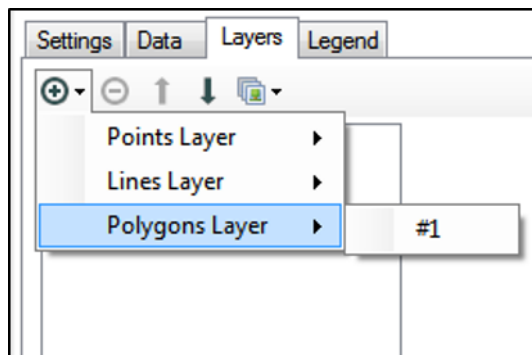 Settings Data Layers Legend
Points Layer
Lines Layer
Polygons Layer #1